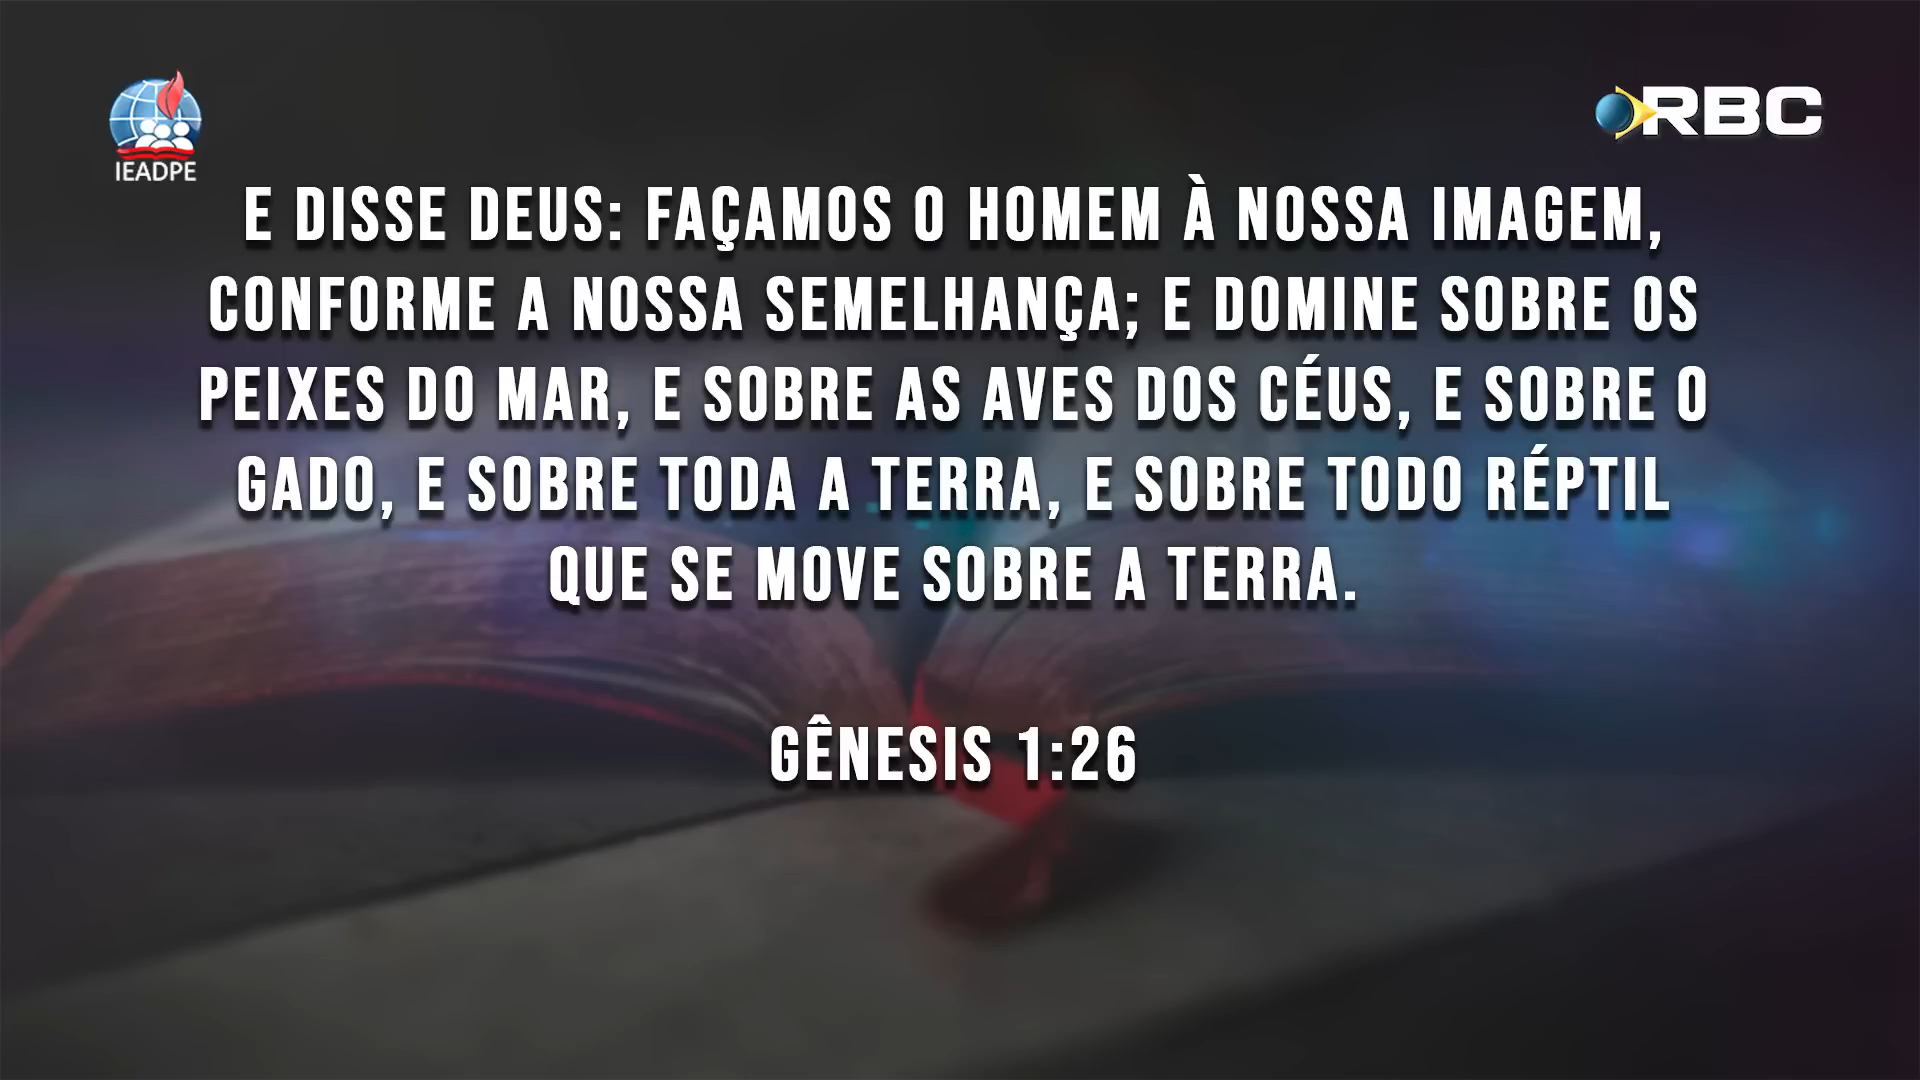 IEADPE
RBC
E DISSE DEUS: FAÇAMOS O HOMEM À NOSSA IMAGEM,
CONFORME A NOSSA SEMELHANÇA; E DOMINE SOBRE OS
PEIXES DO MAR, E SOBRE AS AVES DOS CÉUS, E SOBRE O
GADO, E SOBRE TODA A TERRA, E SOBRE TODO RÉPTIL
QUE SE MOVE SOBRE A TERRA.
GÊNESIS 1:26